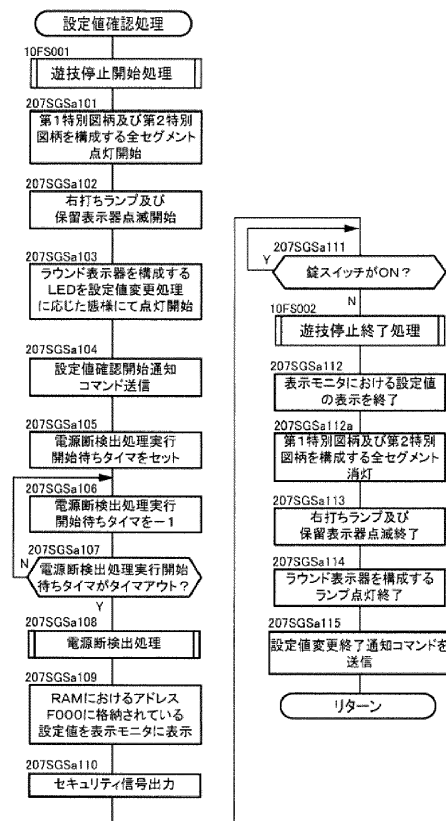 設定値確認処理
10FS001
遊技停止開始処理
207SGSa101
第1特別図柄及び第2特別
図柄を構成する全セグメント
点灯開始
207SGSa102
右打ちランプ及び
保留表示器点滅開始
207SGSa103
ラウンド表示器を構成する
LEDを設定値変更処理
に応じた態様にて点灯開始
207SGSa104
設定値確認開始通知
コマンド送信
207SGSa105
電源断検出処理実行
開始待ちタイマをセット
207SGSa106
電源断検出処理実行
開始待ちタイマを－1
207SGSa107
N
電源断検出処理実行開始
待ちタイマがタイマアウト？
Y
207SGSa108
電源断検出処理
207SGSa109
RAMにおけるアドレス
F000に格納されている
設定値を表示モニタに表示
207SGSa110
セキュリティ信号出力
207SGSa111
Y
錠スイッチがON？
N
10FS002
遊技停止終了処理
207SGSa112
表示モニタにおける設定値
の表示を終了
207SGSa112a
第1特別図柄及び第2特別
図柄を構成する全セグメント
消灯
207SGSa113
右打ちランプ及び
保留表示器点滅終了
207SGSa114
ラウンド表示器を構成する
ランプ点灯終了
207SGSa115
設定値変更終了通知コマンドを
送信
リターン